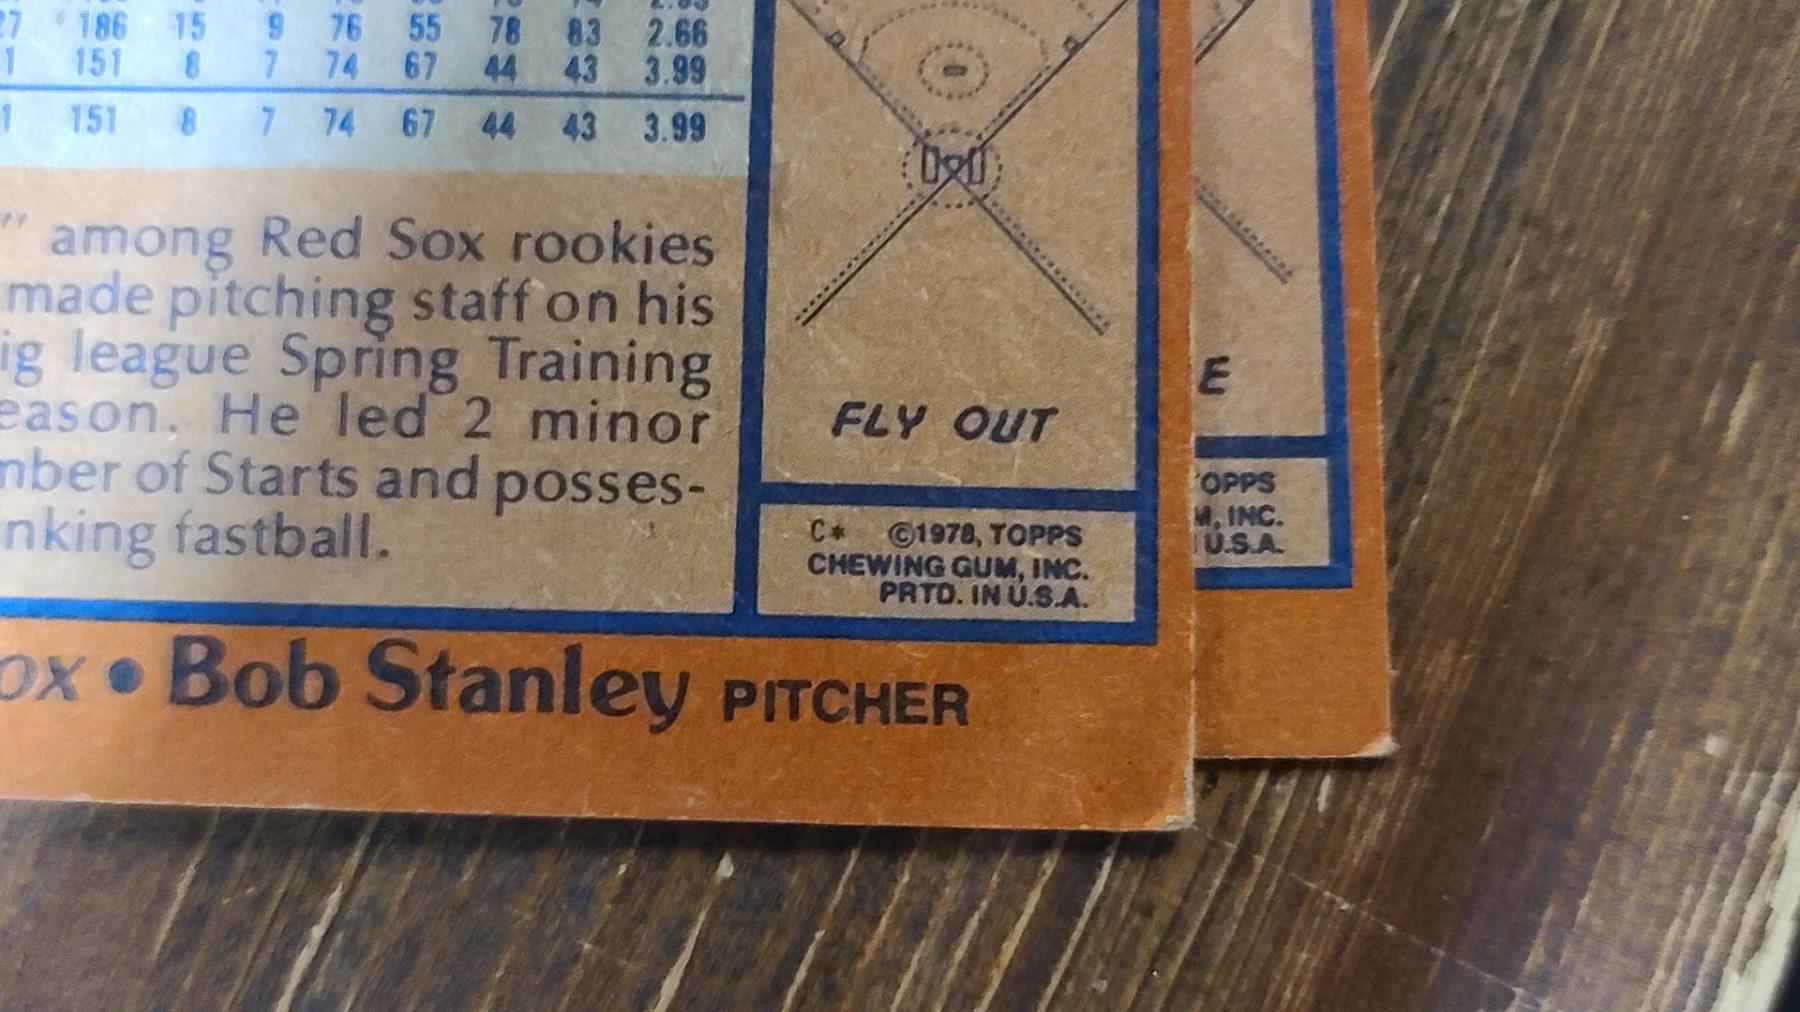 27 186 15 9 76 55 78 83 2.66
1 151 8 7 74 67 44 43 3.99
1 151 8 7 74 67 44 43 3.99
" among Red Sox rookies
made pitching staff on his
ig league Spring Training
eason. He led 2 minor
mber of Starts and posses-
nking fastball.
FLY OUT
C* ©1978, TOPPS
CHEWING GUM, INC.
PRTD. IN U.S.A.
ox • Bob Stanley PITCHER
E
OPPS
M, INC.
U.S.A.